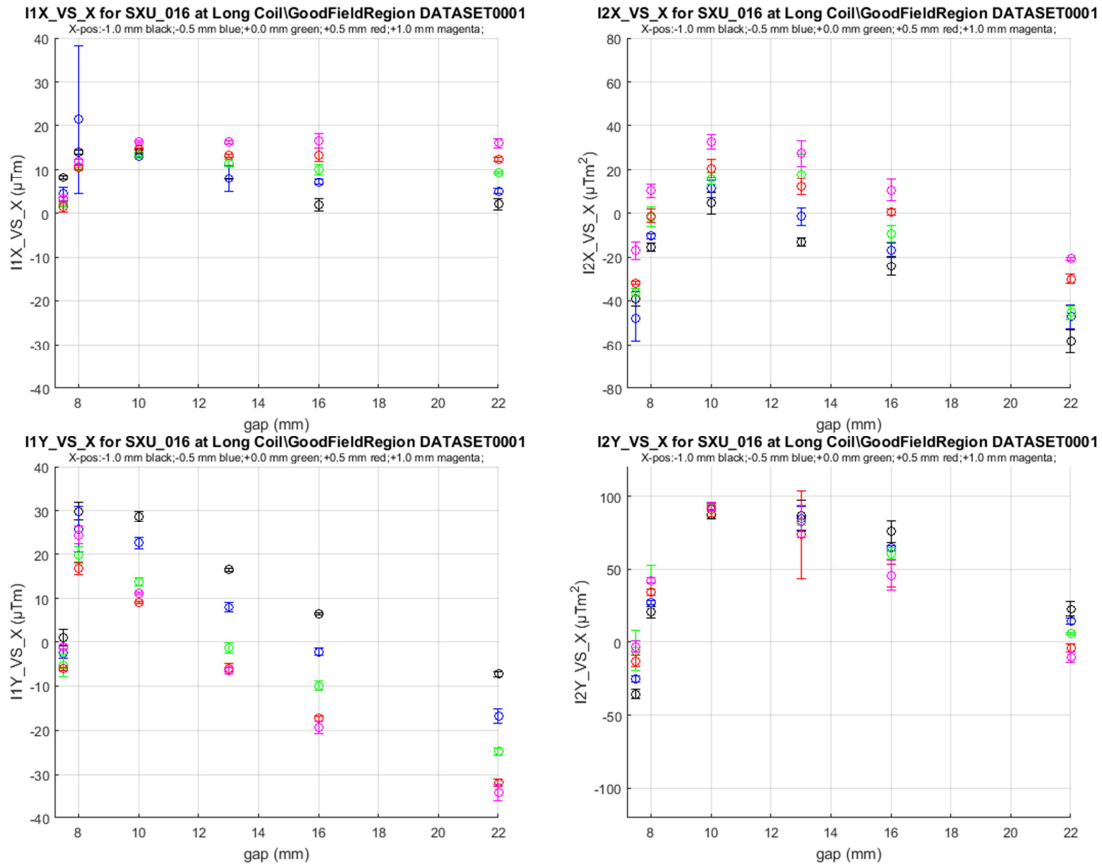 I1X_VS_X for SXU_016 at Long Coil\GoodFieldRegion DATASET0001
X-pos:-1.0 mm black;-0.5 mm blue;+0.0 mm green;+0.5 mm red;+1.0 mm magenta;
40
30
20
10
0
-10
-20
-30
-40
I1X_VS_X (μTm)
8 10 12 14 16 18 20 22
gap (mm)
I2X_VS_X for SXU_016 at Long Coil\GoodFieldRegion DATASET0001
X-pos:-1.0 mm black;-0.5 mm blue;+0.0 mm green;+0.5 mm red;+1.0 mm magenta;
80
60
40
20
0
-20
-40
-60
-80
I2X_VS_X (μTm²)
8 10 12 14 16 18 20 22
gap (mm)
I1Y_VS_X for SXU_016 at Long Coil\GoodFieldRegion DATASET0001
X-pos:-1.0 mm black;-0.5 mm blue;+0.0 mm green;+0.5 mm red;+1.0 mm magenta;
40
30
20
10
0
-10
-20
-30
-40
I1Y_VS_X (μTm)
8 10 12 14 16 18 20 22
gap (mm)
I2Y_VS_X for SXU_016 at Long Coil\GoodFieldRegion DATASET0001
X-pos:-1.0 mm black;-0.5 mm blue;+0.0 mm green;+0.5 mm red;+1.0 mm magenta;
100
50
0
-50
-100
I2Y_VS_X (μTm²)
8 10 12 14 16 18 20 22
gap (mm)